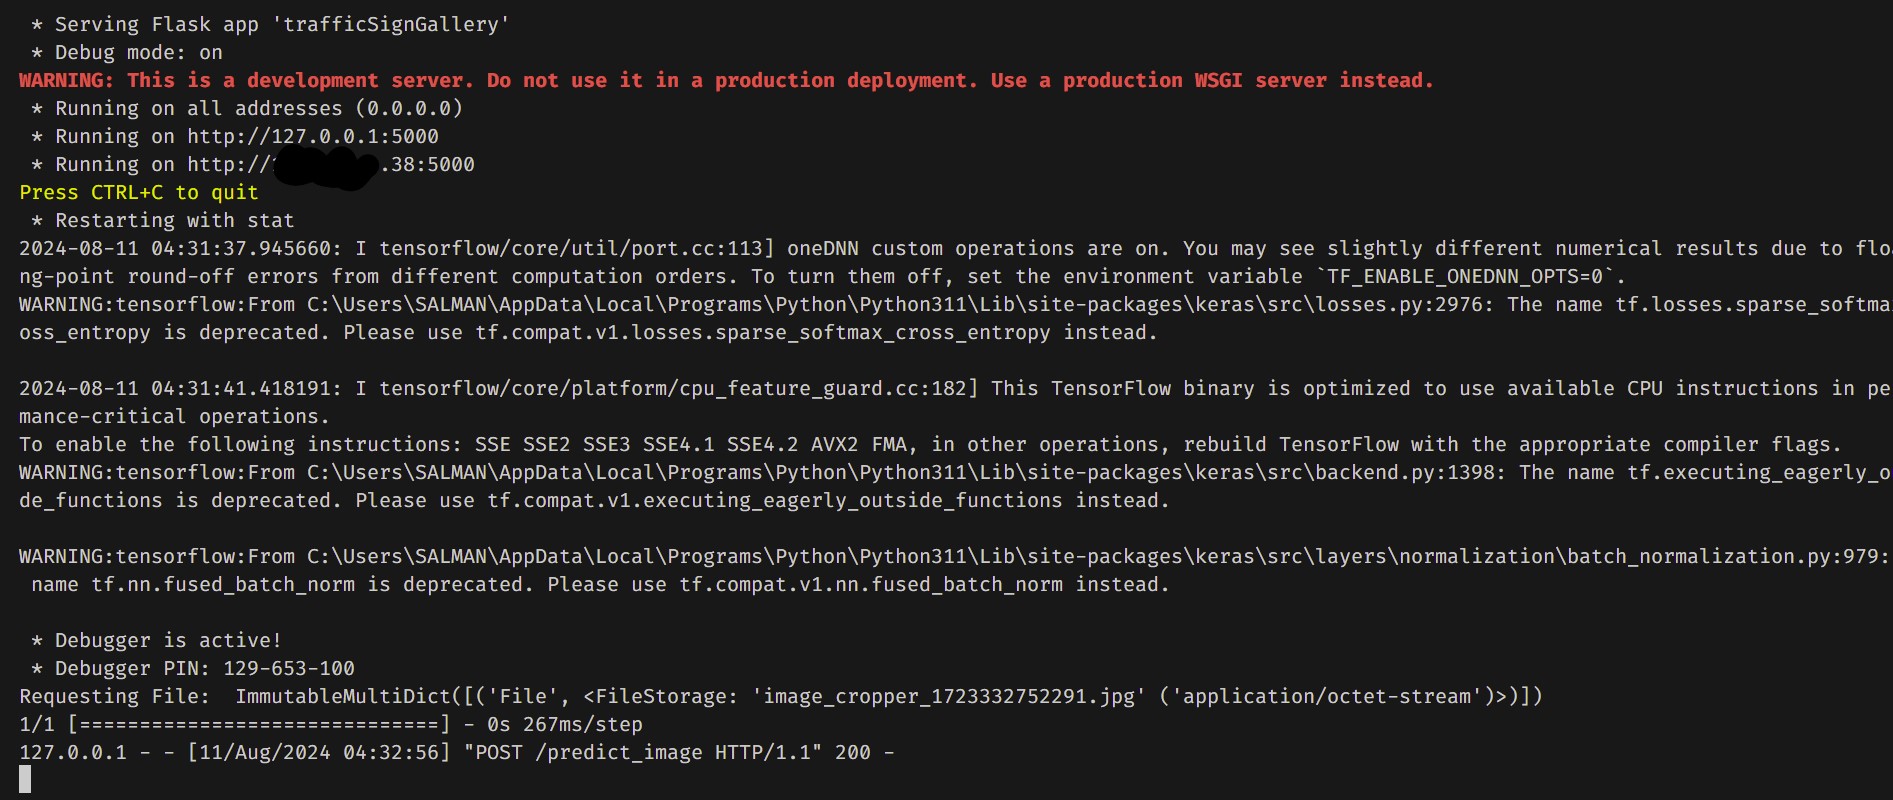 * Serving Flask app 'trafficSignGallery'
 * Debug mode: on
WARNING: This is a development server. Do not use it in a production deployment. Use a production WSGI server instead.
 * Running on all addresses (0.0.0.0)
 * Running on http://127.0.0.1:5000
 * Running on http:// .38:5000
Press CTRL+C to quit
 * Restarting with stat
2024-08-11 04:31:37.945660: I tensorflow/core/util/port.cc:113] oneDNN custom operations are on. You may see slightly different numerical results due to
ng-point round-off errors from different computation orders. To turn them off, set the environment variable `TF_ENABLE_ONEDNN_OPTS=0`.
WARNING:tensorflow:From C:\Users\SALMAN\AppData\Local\Programs\Python\Python311\Lib\site-packages\keras\src\losses.py:2976: The name tf.losses.sparse_softma
oss_entropy is deprecated. Please use tf.compat.v1.losses.sparse_softmax_cross_entropy instead.

2024-08-11 04:31:41.418191: I tensorflow/core/platform/cpu_feature_guard.cc:182] This TensorFlow binary is optimized to use available CPU instructions in pe
mance-critical operations.
To enable the following instructions: SSE SSE2 SSE3 SSE4.1 SSE4.2 AVX2 FMA, in other operations, rebuild TensorFlow with the appropriate compiler flags.
WARNING:tensorflow:From C:\Users\SALMAN\AppData\Local\Programs\Python\Python311\Lib\site-packages\keras\src\backend.py:1398: The name tf.executing_eagerly_o
de_functions is deprecated. Please use tf.compat.v1.executing_eagerly_outside_functions instead.

WARNING:tensorflow:From C:\Users\SALMAN\AppData\Local\Programs\Python\Python311\Lib\site-packages\keras\src\layers\normalization\batch_normalization.py:979:
 name tf.nn.fused_batch_norm is deprecated. Please use tf.compat.v1.nn.fused_batch_norm instead.

 * Debugger is active!
 * Debugger PIN: 129-653-100
Requesting File:  ImmutableMultiDict([('File', <FileStorage: 'image_cropper_1723332752291.jpg' ('application/octet-stream')>)])
1/1 [==============================] - 0s 267ms/step
127.0.0.1 - - [11/Aug/2024 04:32:56] "POST /predict_image HTTP/1.1" 200 -